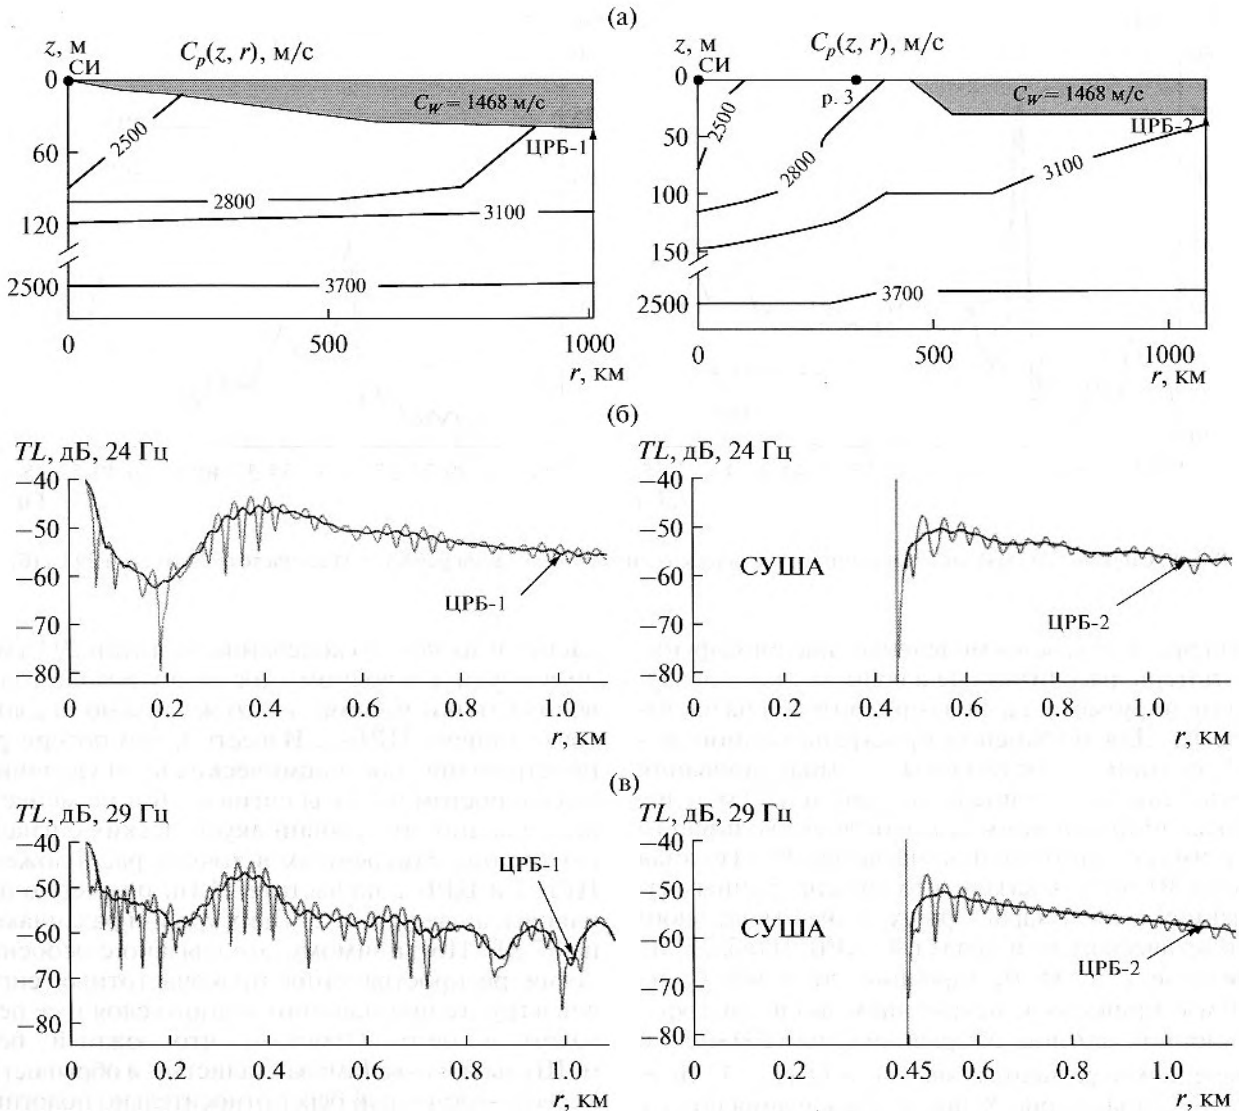 (а)
z, м
СИ
C_p(z, r), м/с
0
60
120
2500
C_W = 1468 м/с
ЦРБ-1
2500
2800
3100
3700
0
500
1000
r, км
z, м
СИ
C_p(z, r), м/с
0
50
100
150
2500
р. 3
C_W = 1468 м/с
ЦРБ-2
2500
2800
3100
3700
0
500
1000
r, км
(б)
TL, дБ, 24 Гц
−40
−50
−60
−70
−80
ЦРБ-1
0
0.2
0.4
0.6
0.8
1.0
r, км
TL, дБ, 24 Гц
−40
−50
−60
−70
−80
СУША
ЦРБ-2
0
0.2
0.4
0.6
0.8
1.0
r, км
(в)
TL, дБ, 29 Гц
−40
−50
−60
−70
−80
ЦРБ-1
0
0.2
0.4
0.6
0.8
1.0
r, км
TL, дБ, 29 Гц
−40
−50
−60
−70
−80
СУША
ЦРБ-2
0
0.2
0.45
0.6
0.8
1.0
r, км